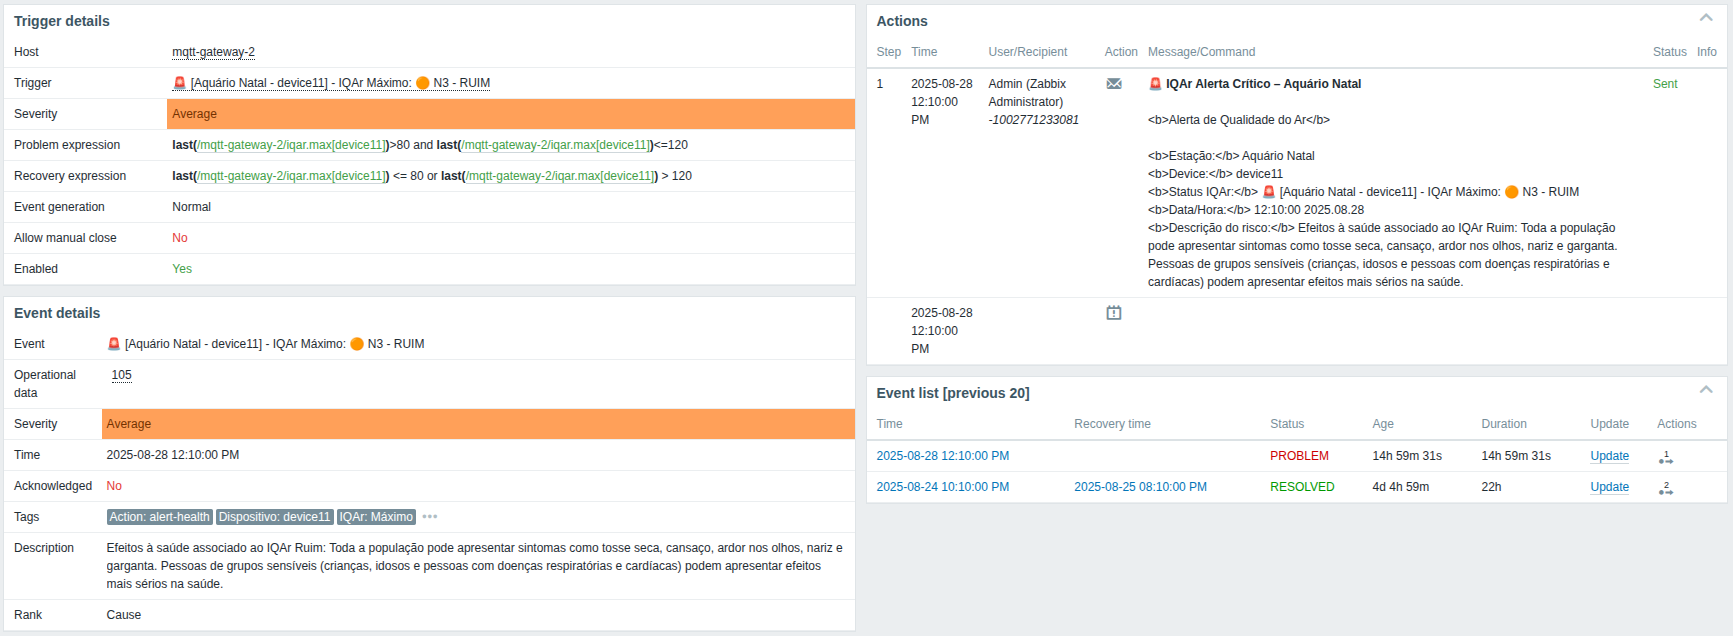 Trigger details
Host mqtt-gateway-2
Trigger 🚨 [Aquário Natal - device11] - IQAr Máximo: 🟠 N3 - RUIM
Severity Average
Problem expression last(/mqtt-gateway-2/iqar.max[device11])>80 and last(/mqtt-gateway-2/iqar.max[device11])<=120
Recovery expression last(/mqtt-gateway-2/iqar.max[device11]) <= 80 or last(/mqtt-gateway-2/iqar.max[device11]) > 120
Event generation Normal
Allow manual close No
Enabled Yes
Event details
Event 🚨 [Aquário Natal - device11] - IQAr Máximo: 🟠 N3 - RUIM
Operational data 105
Severity Average
Time 2025-08-28 12:10:00 PM
Acknowledged No
Tags Action: alert-health Dispositivo: device11 IQAr: Máximo •••
Description Efeitos à saúde associado ao IQAr Ruim: Toda a população pode apresentar sintomas como tosse seca, cansaço, ardor nos olhos, nariz e
garganta. Pessoas de grupos sensíveis (crianças, idosos e pessoas com doenças respiratórias e cardíacas) podem apresentar efeitos
mais sérios na saúde.
Rank Cause
Actions
Step Time User/Recipient Action Message/Command Status Info
1 2025-08-28 12:10:00 PM Admin (Zabbix Administrator) -1002771233081 🚨 IQAr Alerta Crítico – Aquário Natal Sent
<b>Alerta de Qualidade do Ar</b>
<b>Estação:</b> Aquário Natal
<b>Device:</b> device11
<b>Status IQAr:</b> 🚨 [Aquário Natal - device11] - IQAr Máximo: 🟠 N3 - RUIM
<b>Data/Hora:</b> 12:10:00 2025.08.28
<b>Descrição do risco:</b> Efeitos à saúde associado ao IQAr Ruim: Toda a população
pode apresentar sintomas como tosse seca, cansaço, ardor nos olhos, nariz e garganta.
Pessoas de grupos sensíveis (crianças, idosos e pessoas com doenças respiratórias e
cardíacas) podem apresentar efeitos mais sérios na saúde.
2025-08-28 12:10:00 PM
Event list [previous 20]
Time Recovery time Status Age Duration Update Actions
2025-08-28 12:10:00 PM PROBLEM 14h 59m 31s 14h 59m 31s Update 1
2025-08-24 10:10:00 PM 2025-08-25 08:10:00 PM RESOLVED 4d 4h 59m 22h Update 2